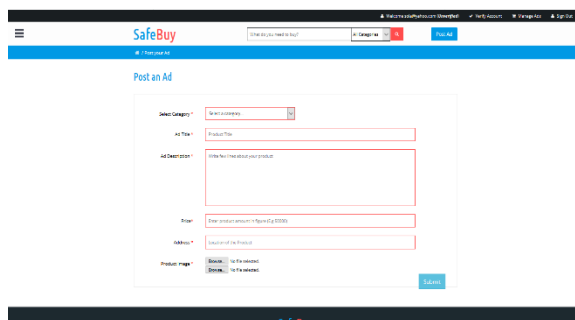 Welcome sola@yahoo.com (Unverified) Verify Account Manage Ads Sign Out
SafeBuy
What do you need to buy? All Categories Post Ad
/ Post your Ad
Post an Ad
Select Category * Select a category...
Ad Title * Product Title
Ad Description * Write few lines about your product
Price * Enter product amount in figure (Eg 50000)
Address * Location of the Product
Product Image * Browse... No file selected.
Browse... No file selected.
Submit